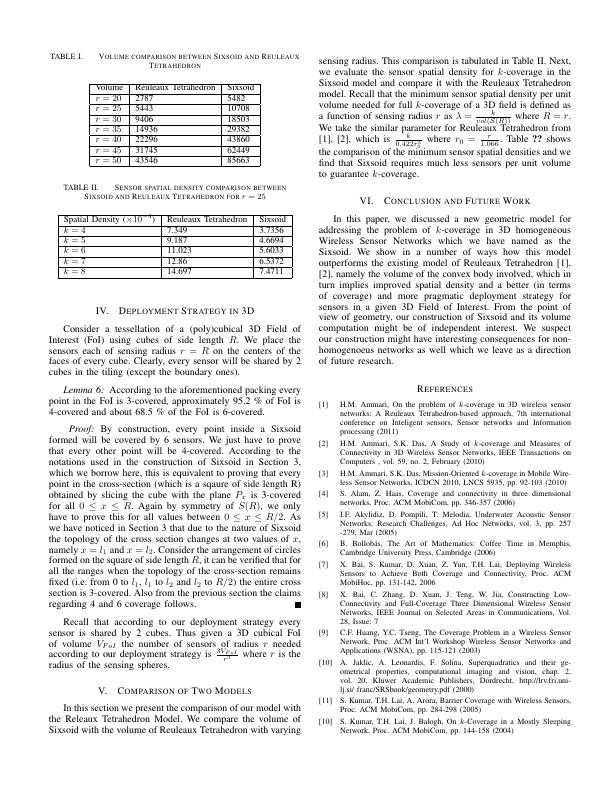 TABLE I. VOLUME COMPARISON BETWEEN SIXSOID AND REULEAUX
TETRAHEDRON
Volume Reuleaux Tetrahedron Sixsoid
r = 20 2787 5482
r = 25 5443 10708
r = 30 9406 18503
r = 35 14936 29382
r = 40 22296 43860
r = 45 31745 62449
r = 50 43546 85663
TABLE II. SENSOR SPATIAL DENSITY COMPARISON BETWEEN
SIXSOID AND REULEAUX TETRAHEDRON FOR r = 25
Spatial Density (×10⁻⁴) Reuleaux Tetrahedron Sixsoid
k = 4 7.349 3.7356
k = 5 9.187 4.6694
k = 6 11.023 5.6033
k = 7 12.86 6.5372
k = 8 14.697 7.4711
IV. DEPLOYMENT STRATEGY IN 3D
Consider a tessellation of a (poly)cubical 3D Field of
Interest (FoI) using cubes of side length R. We place the
sensors each of sensing radius r = R on the centers of the
faces of every cube. Clearly, every sensor will be shared by 2
cubes in the tiling (except the boundary ones).
Lemma 6: According to the aforementioned packing every
point in the FoI is 3-covered, approximately 95.2 % of FoI is
4-covered and about 68.5 % of the FoI is 6-covered.
Proof: By construction, every point inside a Sixsoid
formed will be covered by 6 sensors. We just have to prove
that every other point will be 4-covered. According to the
notations used in the construction of Sixsoid in Section 3,
which we borrow here, this is equivalent to proving that every
point in the cross-section (which is a sqaure of side length R)
obtained by slicing the cube with the plane Pₓ is 3-covered
for all 0 ≤ x ≤ R. Again by symmetry of S(R), we only
have to prove this for all values between 0 ≤ x ≤ R/2. As
we have noticed in Section 3 that due to the nature of Sixsoid
the topology of the cross section changes at two values of x,
namely x = l₁ and x = l₂. Consider the arrangement of circles
formed on the square of side length R, it can be verified that for
all the ranges when the topology of the cross-section remains
fixed (i.e. from 0 to l₁, l₁ to l₂ and l₂ to R/2) the entire cross
section is 3-covered. Also from the previous section the claims
regarding 4 and 6 coverage follows. ■
Recall that according to our deployment strategy every
sensor is shared by 2 cubes. Thus given a 3D cubical FoI
of volume V_FoI the number of sensors of radius r needed
according to our deployment strategy is 3V_FoI/r³ where r is the
radius of the sensing spheres.
V. COMPARISON OF TWO MODELS
In this section we present the comparison of our model
with the Releaux Tetrahedron Model. We compare the volume of
Sixsoid with the volume of Reuleaux Tetrahedron with varying
sensing radius. This comparison is tabulated in Table II. Next,
we evaluate the sensor spatial density for k-coverage in the
Sixsoid model and compare it with the Reuleaux Tetrahedron
model. Recall that the minimum sensor spatial density per unit
volume needed for full k-coverage of a 3D field is defined as
a function of sensing radius r as λ = k/vol(S(R)) where R = r.
We take the similar parameter for Reuleaux Tetrahedron from
[1], [2], which is k/0.422r₀³ where r₀ = r/1.066. Table ?? shows
the comparison of the minimum sensor spatial densities and we
find that Sixsoid requires much less sensors per unit volume
to guarantee k-coverage.
VI. CONCLUSION AND FUTURE WORK
In this paper, we discussed a new geometric model for
addressing the problem of k-coverage in 3D homogeneous
Wireless Sensor Networks which we have named as the
Sixsoid. We show in a number of ways how this model
outperforms the existing model of Reuleaux Tetrahedron [1],
[2], namely the volume of the convex body involved, which in
turn implies improved spatial density and a better (in terms
of coverage) and more pragmatic deployment strategy for
sensors in a given 3D Field of Interest. From the point of
view of geometry, our construction of Sixsoid and its volume
computation might be of independent interest. We suspect
our construction might have interesting consequences for non-
homogenoous networks as well which we leave as a direction
of future research.
REFERENCES
[1] H.M. Ammari, On the problem of k-coverage in 3D wireless sensor
networks: A Reuleaux Tetrahedron-based approach, 7th international
conference on Inteligent sensors, Sensor networks and Information
processing (2011)
[2] H.M. Ammari, S.K. Das, A Study of k-coverage and Measures of
Connectivity in 3D Wireless Sensor Networks, IEEE Transactions on
Computers , vol. 59, no. 2, February (2010)
[3] H.M. Ammari, S.K. Das, Mission-Oriented k-coverage in Mobile Wire-
less Sensor Networks, ICDCN 2010, LNCS 5935, pp. 92-103 (2010)
[4] S. Alam, Z. Haas, Coverage and connectivity in three dimensional
networks, ACM MobiCom, pp. 346-357 (2006)
[5] I.F. Akylidiz, D. Pompili, T. Melodia, Underwater Acoustic Sensor
Networks: Research Challenges, Ad Hoc Networks, vol. 3, pp. 257
-279, Mar (2005)
[6] B. Bollobás, The Art of Mathematics: Coffee Time in Memphis,
Cambridge University Press, Cambridge (2006)
[7] X. Bai, S. Kumar, D. Xuan, Z. Yun, T.H. Lai, Deploying Wireless
Sensors to Achieve Both Coverage and Connectivity, Proc. ACM
MobiHoc, pp. 131-142, 2006
[8] X. Bai, C. Zhang, D. Xuan, J. Teng, W. Jia, Constructing Low-
Connectivity and Full-Coverage Three Dimensional Wireless Sensor
Networks, IEEE Journal on Selected Areas in Communications, Vol.
28, Issue: 7
[9] C.F. Huang, Y.C. Tseng, The Coverage Problem in a Wireless Sensor
Network, Proc. ACM Int'l Workshop Wireless Sensor Networks and
Applications (WSNA), pp. 115-121 (2003)
[10] A. Jaklic, A. Leonardis, F. Solina, Superquadratics and their ge-
ometrical properties, computational imaging and vision, chap. 2,
vol. 20, Kluwer Academic Publishers, Dordrecht, http://lrv.fri.uni-
lj.si/ franc/SRSbook/geometry.pdf (2000)
[11] S. Kumar, T.H. Lai, A. Arora, Barrier Coverage with Wireless Sensors,
Proc. ACM MobiCom, pp. 284-298 (2005)
[10] S. Kumar, T.H. Lai, J. Balogh, On k-Coverage in a Mostly Sleeping
Network, Proc. ACM MobiCom, pp. 144-158 (2004)